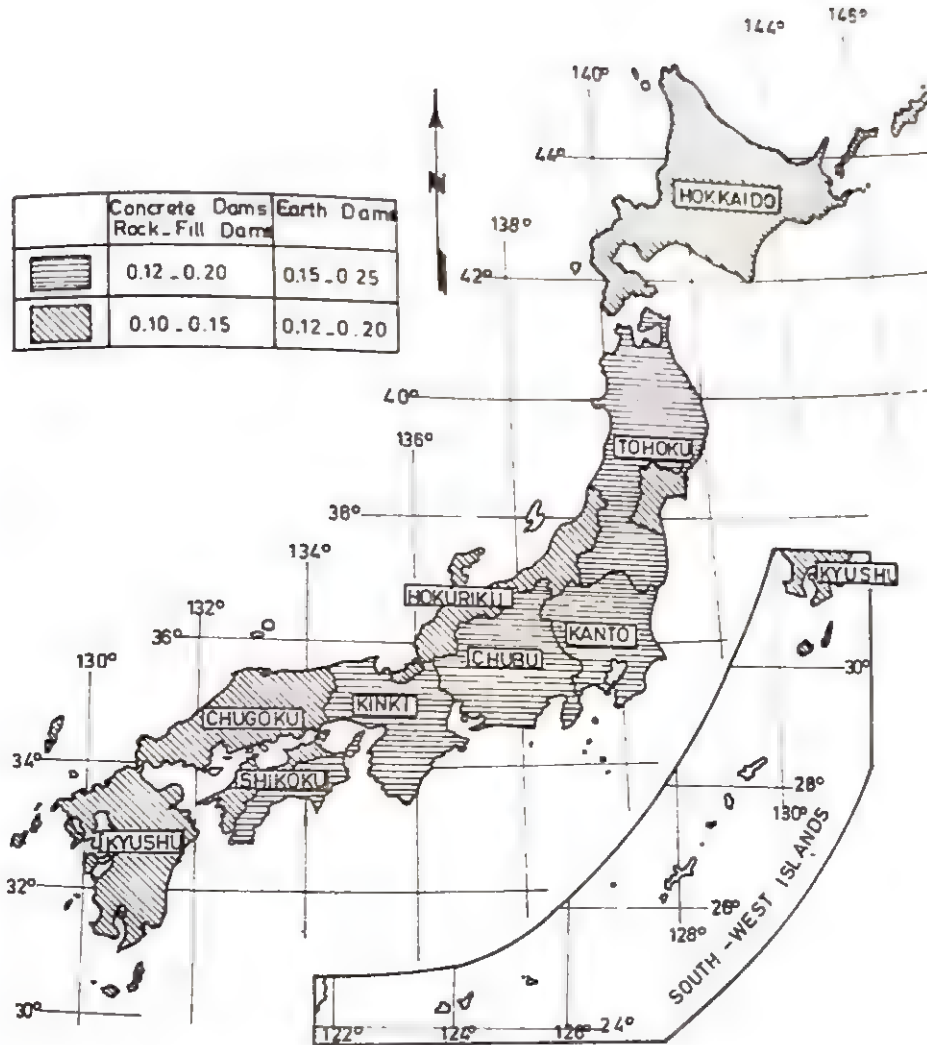 144° 146°
140°
44°
HOKKAIDO
N
Concrete Dams Earth Dams
Rock_Fill Dams
138°
0.12_0.20 0.15_0 25
42°
0.10_0.15 0.12_0.20
40°
136°
TOHOKU
38°
134°
KYUSHU
132°
HOKURIKU
36°
KANTO
130°
CHUBU
30°
CHUGOKU
KINKI
34°
SHIKOKU
28°
130°
KYUSHU
32°
26°
128°
SOUTH-WEST ISLANDS
30°
122° 124° 126° 24°